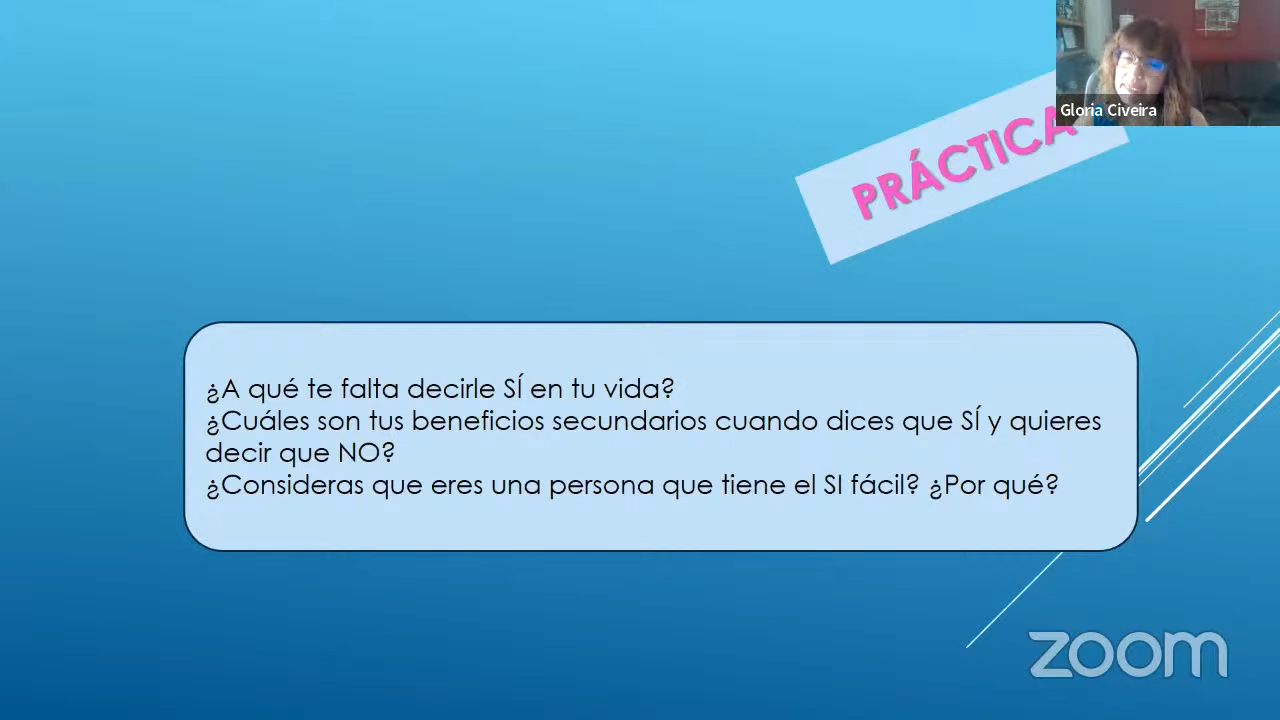 Gloria Civeira
PRÁCTICA
¿A qué te falta decirle SÍ en tu vida?
¿Cuáles son tus beneficios secundarios cuando dices que SÍ y quieres
decir que NO?
¿Consideras que eres una persona que tiene el SI fácil? ¿Por qué?
zoom